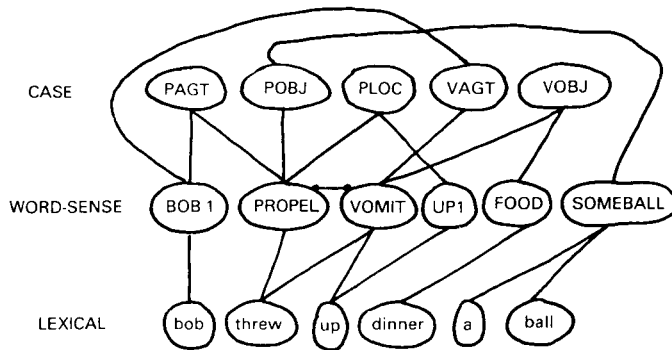 CASE PAGT POBJ PLOC VAGT VOBJ
WORD-SENSE BOB 1 PROPEL VOMIT UP1 FOOD SOMEBALL
LEXICAL bob threw up dinner a ball